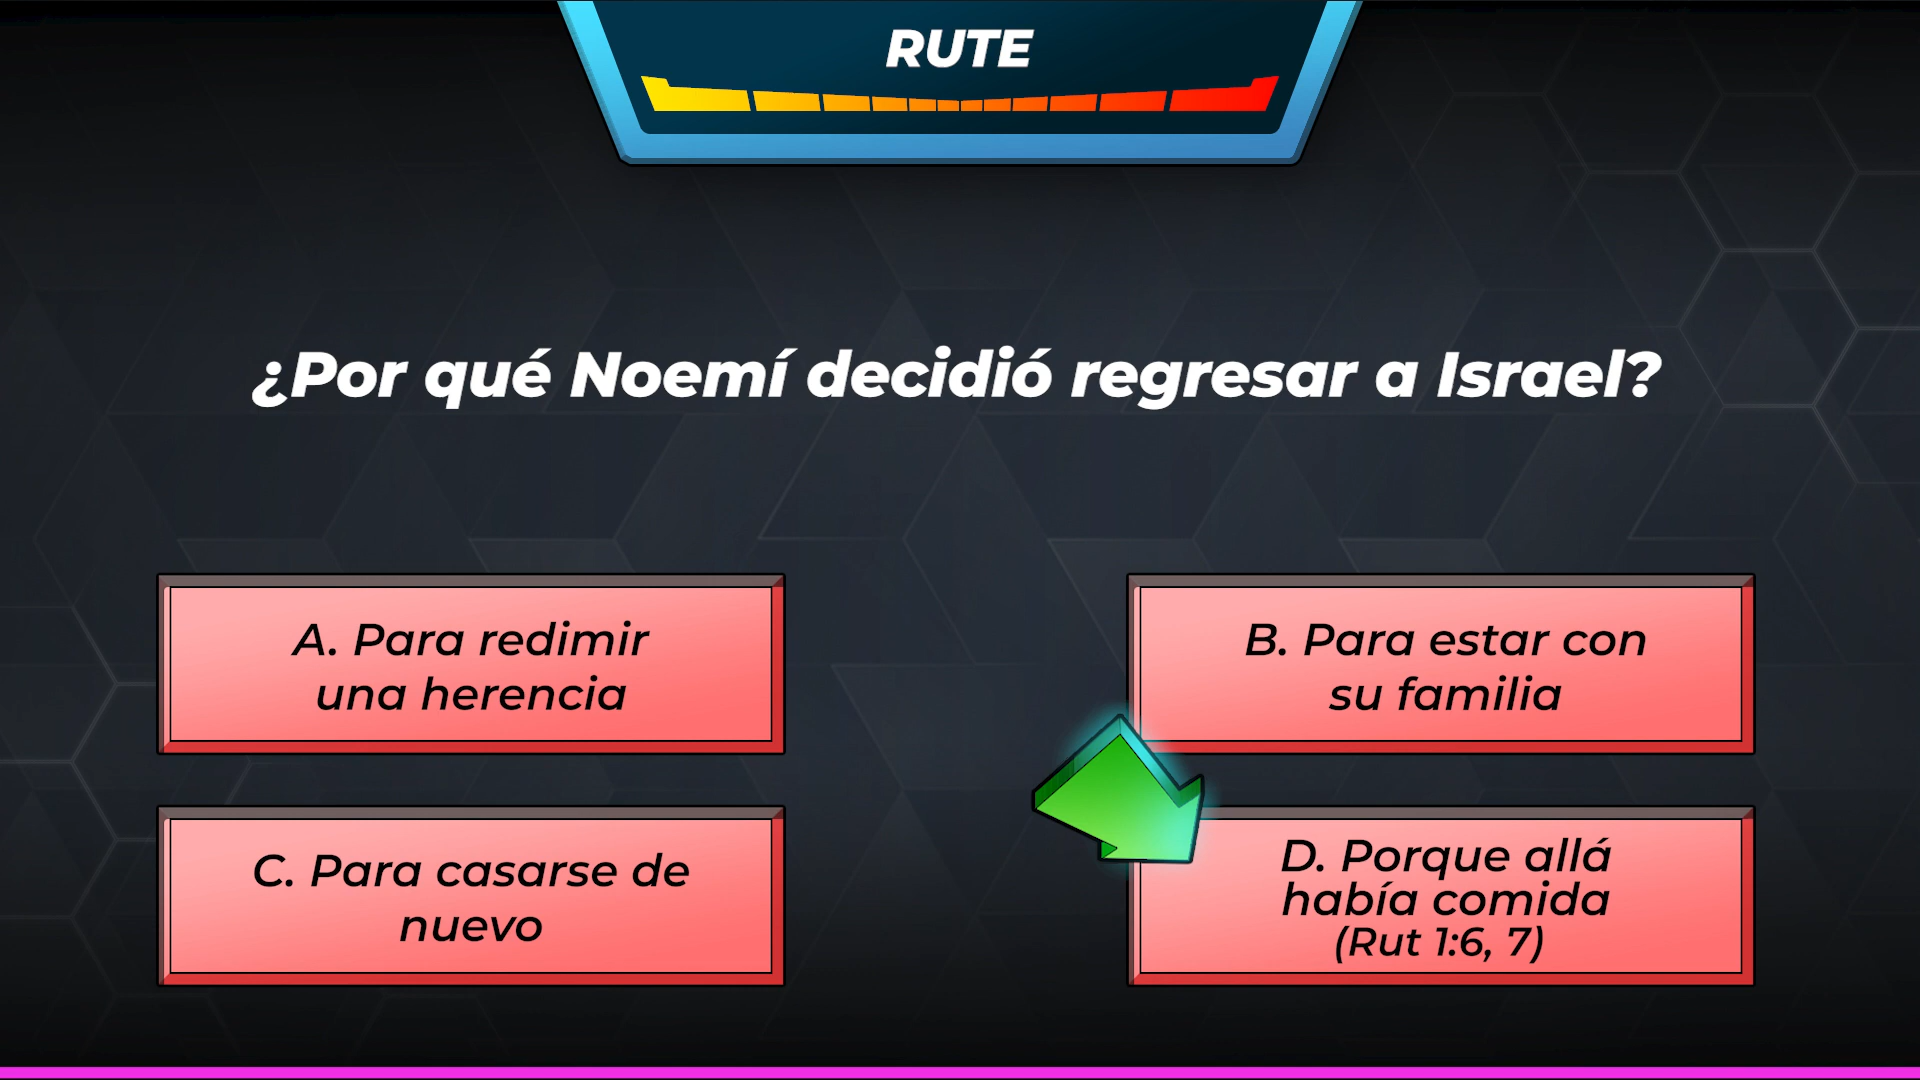 RUTE
¿Por qué Noemí decidió regresar a Israel?
A. Para redimir
una herencia
B. Para estar con
su familia
C. Para casarse de
nuevo
D. Porque allá
había comida
(Rut 1:6, 7)